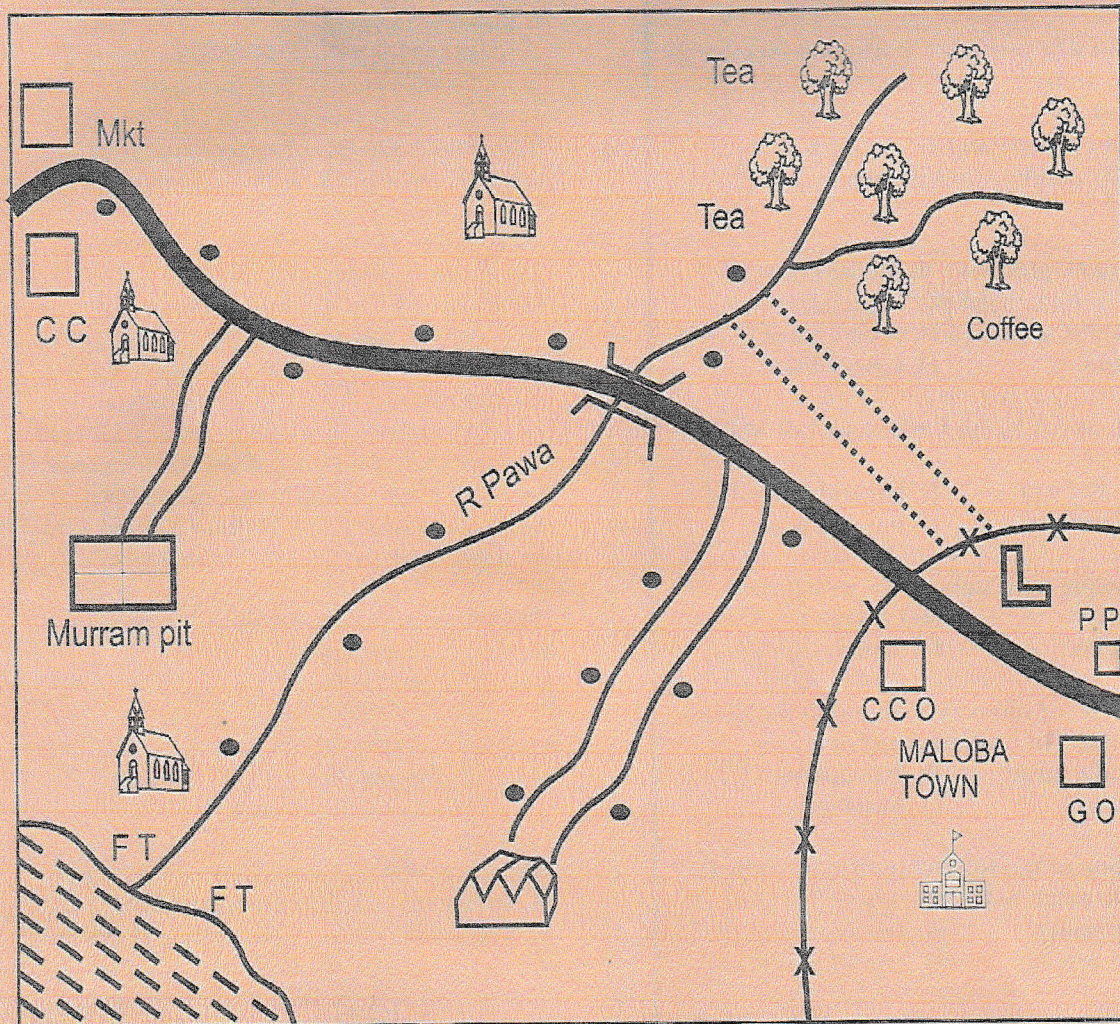 Tea
Mkt
Tea
C C
Coffee
R Pawa
Murram pit
P P
C C O
MALOBA
TOWN
G O
F T
F T
X
X
X
X
X
X